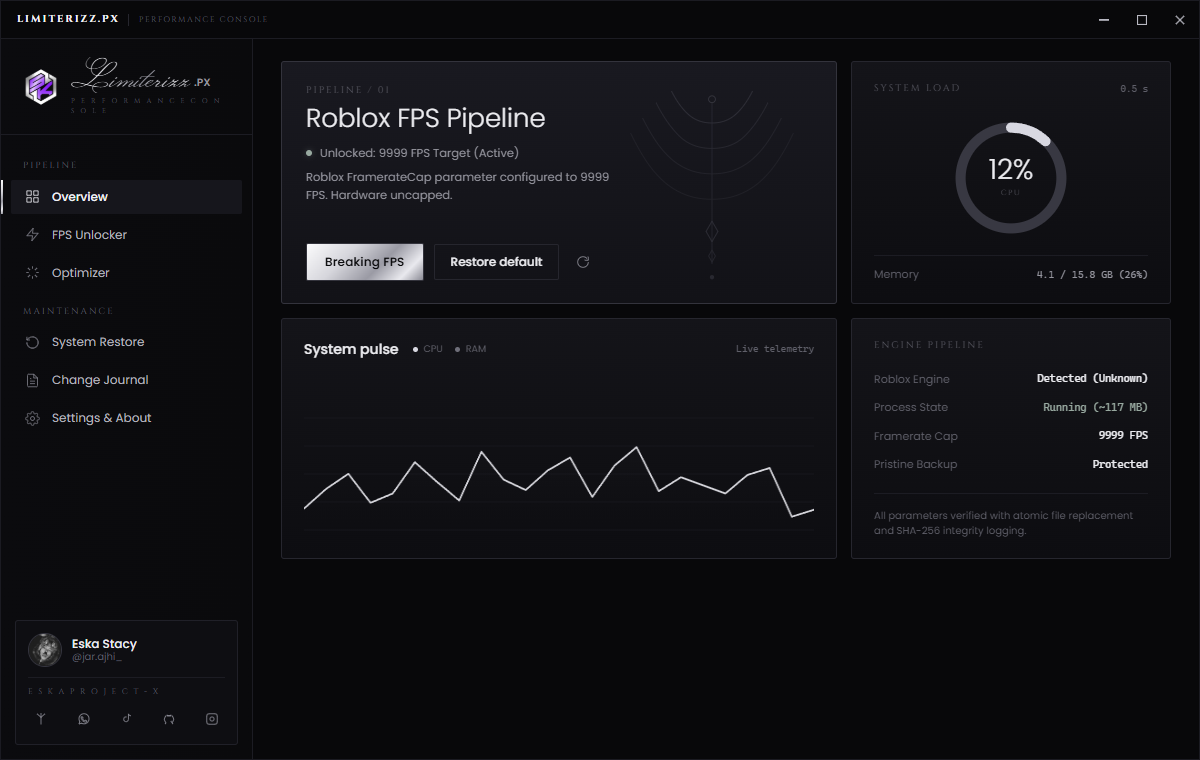 LIMITERIZZ.PX
PERFORMANCE CONSOLE
Limiterizz .PX
PERFORMANCECON
SOLE
PIPELINE
Overview
FPS Unlocker
Optimizer
MAINTENANCE
System Restore
Change Journal
Settings & About
Eska Stacy
@jar.ajhi_
ESKAPROJECT-X
PIPELINE / 01
Roblox FPS Pipeline
Unlocked: 9999 FPS Target (Active)
Roblox FramerateCap parameter configured to 9999
FPS. Hardware uncapped.
Breaking FPS
Restore default
SYSTEM LOAD
0.5 s
12%
CPU
Memory
4.1 / 15.8 GB (26%)
System pulse
CPU
RAM
Live telemetry
ENGINE PIPELINE
Roblox Engine
Detected (Unknown)
Process State
Running (~117 MB)
Framerate Cap
9999 FPS
Pristine Backup
Protected
All parameters verified with atomic file replacement
and SHA-256 integrity logging.